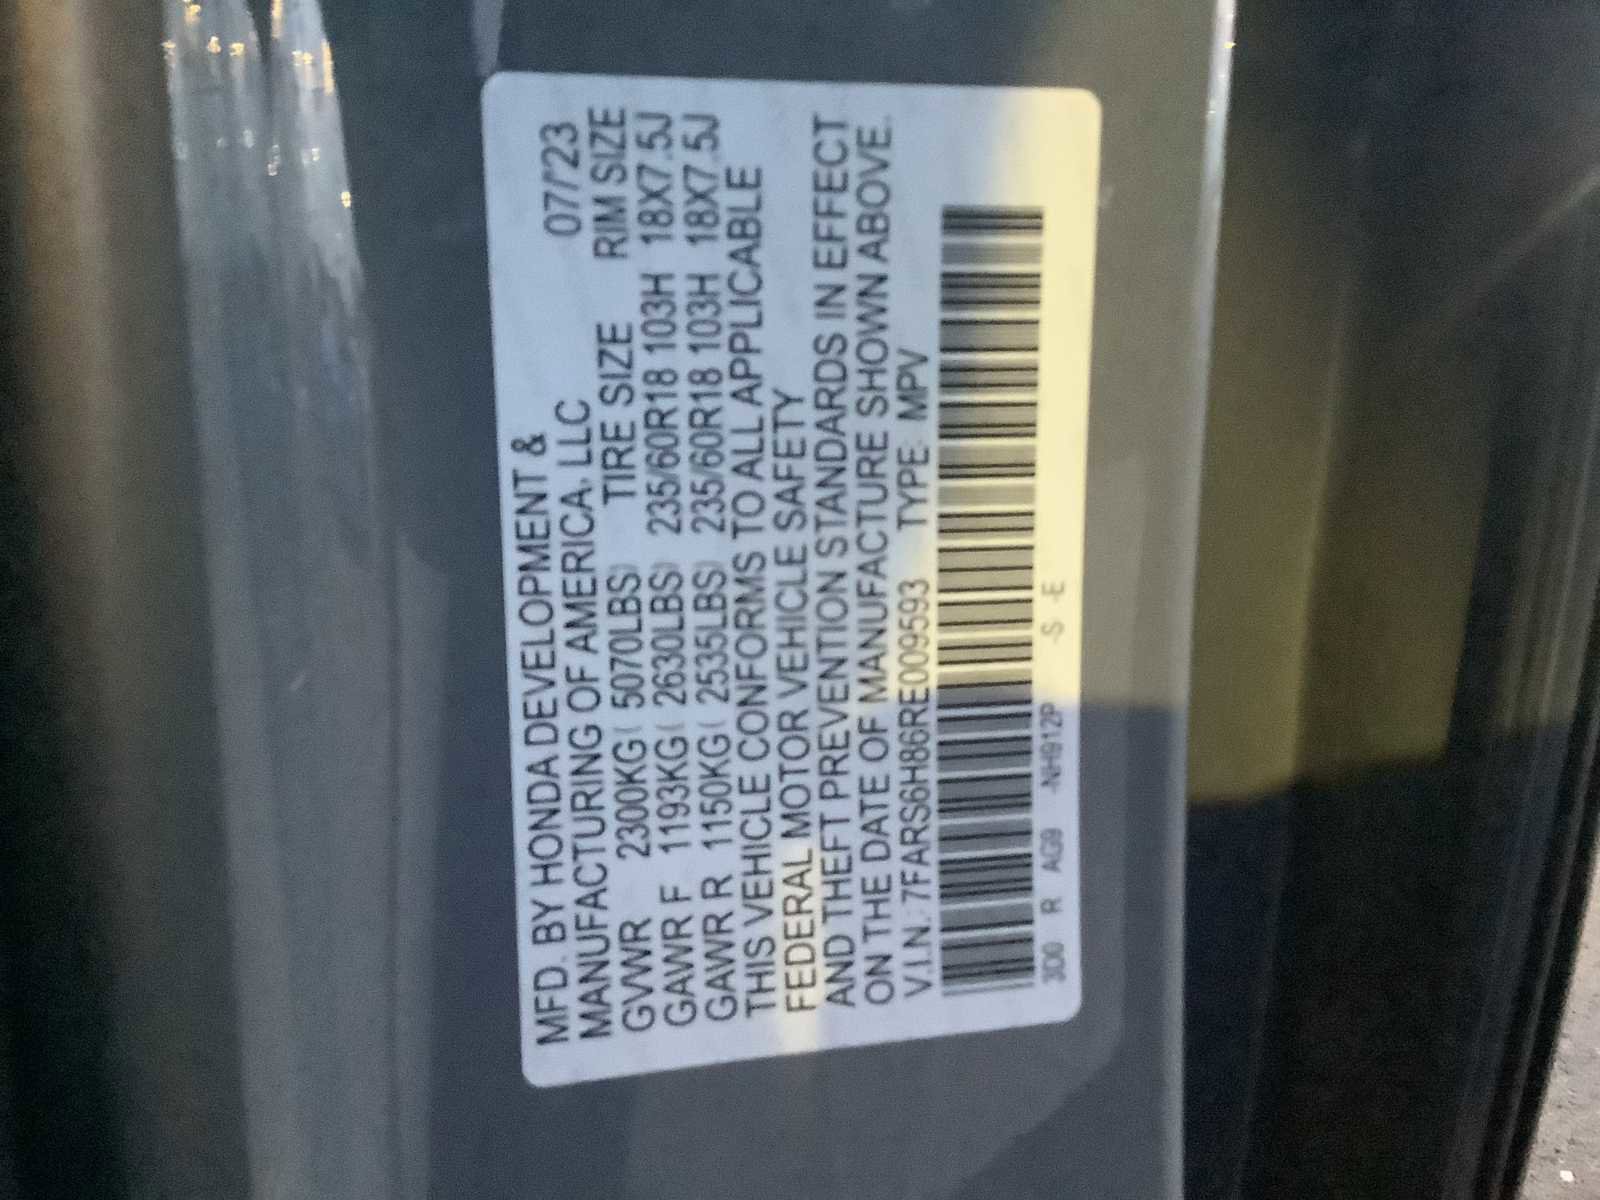 MFD. BY HONDA DEVELOPMENT & 07/23
MANUFACTURING OF AMERICA, LLC
TIRE SIZE RIM SIZE
GVWR 2300KG ( 5070LBS)
GAWR F 1193KG ( 2630LBS) 235/60R18 103H 18X7.5J
GAWR R 1150KG ( 2535LBS) 235/60R18 103H 18X7.5J
THIS VEHICLE CONFORMS TO ALL APPLICABLE
FEDERAL MOTOR VEHICLE SAFETY
AND THEFT PREVENTION STANDARDS IN EFFECT
ON THE DATE OF MANUFACTURE SHOWN ABOVE.
V.I.N.: 7FARS6H86RE009593 TYPE: MPV
3D0 R AG9 -NH912P -S -E